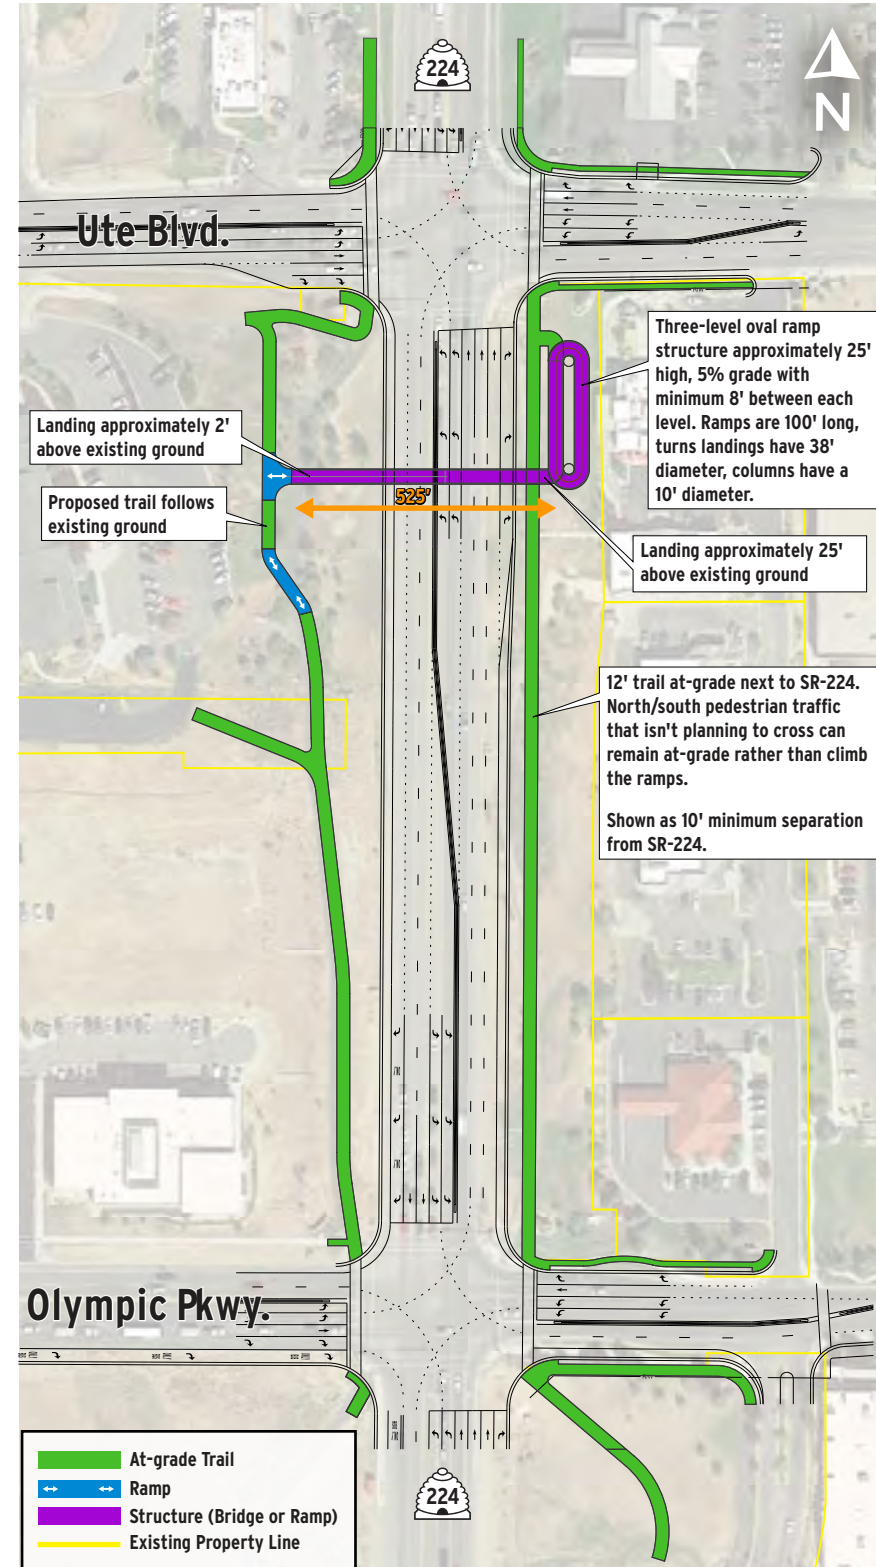 224
N
Ute Blvd.
Three-level oval ramp
structure approximately 25'
high, 5% grade with
minimum 8' between each
level. Ramps are 100' long,
turns landings have 38'
diameter, columns have a
10' diameter.
Landing approximately 2'
above existing ground
Proposed trail follows
existing ground
525'
Landing approximately 25'
above existing ground
12' trail at-grade next to SR-224.
North/south pedestrian traffic
that isn't planning to cross can
remain at-grade rather than climb
the ramps.
Shown as 10' minimum separation
from SR-224.
Olympic Pkwy.
At-grade Trail
Ramp
Structure (Bridge or Ramp)
Existing Property Line
224